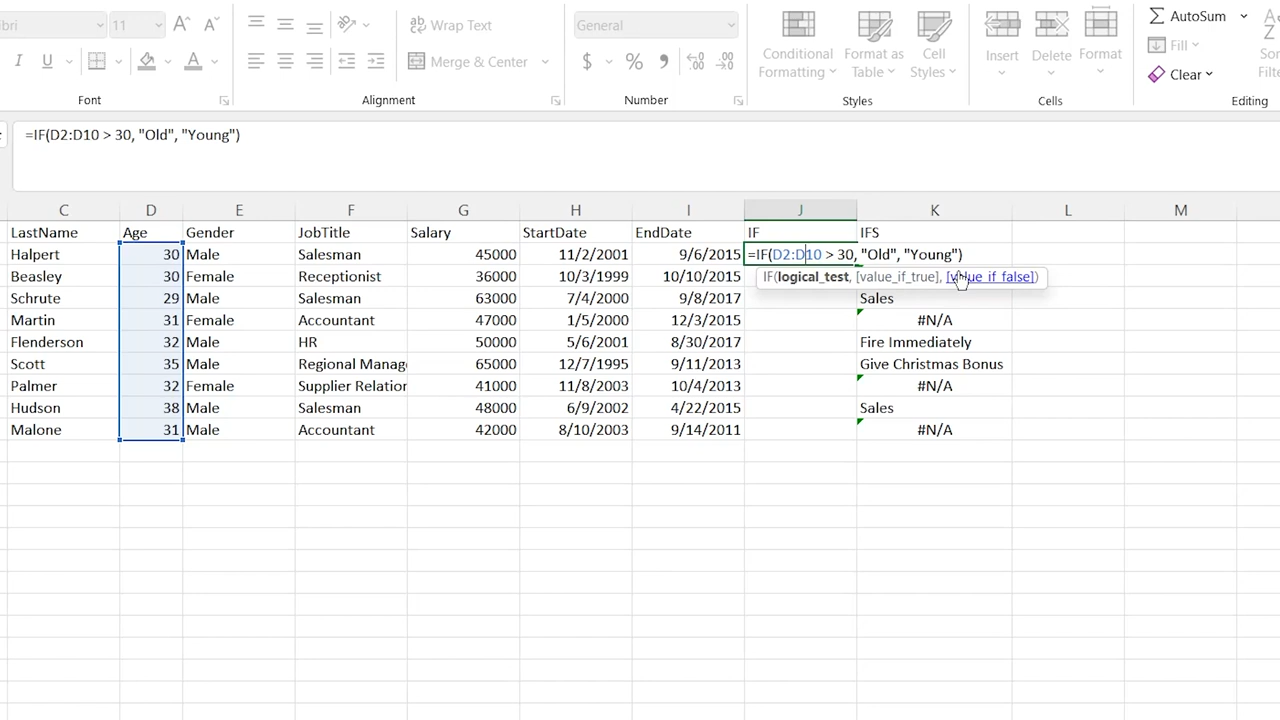 bri 11 A^ Aˇ ab Wrap Text General Conditional Formatting Format as Table Cell Styles Insert Delete Format AutoSum
Fill
I U A Merge & Center $ % 9 .00 Clear
Font Alignment Number Styles Cells Editing
=IF(D2:D10 > 30, "Old", "Young")
C D E F G H I J K L M
LastName Age Gender JobTitle Salary StartDate EndDate IF IFS
Halpert 30 Male Salesman 45000 11/2/2001 9/6/2015 =IF(D2:D10 > 30, "Old", "Young")
Beasley 30 Female Receptionist 36000 10/3/1999 10/10/2015 IF(logical_test, [value_if_true], [value_if_false])
Schrute 29 Male Salesman 63000 7/4/2000 9/8/2017 Sales
Martin 31 Female Accountant 47000 1/5/2000 12/3/2015 #N/A
Flenderson 32 Male HR 50000 5/6/2001 8/30/2017 Fire Immediately
Scott 35 Male Regional Manag 65000 12/7/1995 9/11/2013 Give Christmas Bonus
Palmer 32 Female Supplier Relation 41000 11/8/2003 10/4/2013 #N/A
Hudson 38 Male Salesman 48000 6/9/2002 4/22/2015 Sales
Malone 31 Male Accountant 42000 8/10/2003 9/14/2011 #N/A